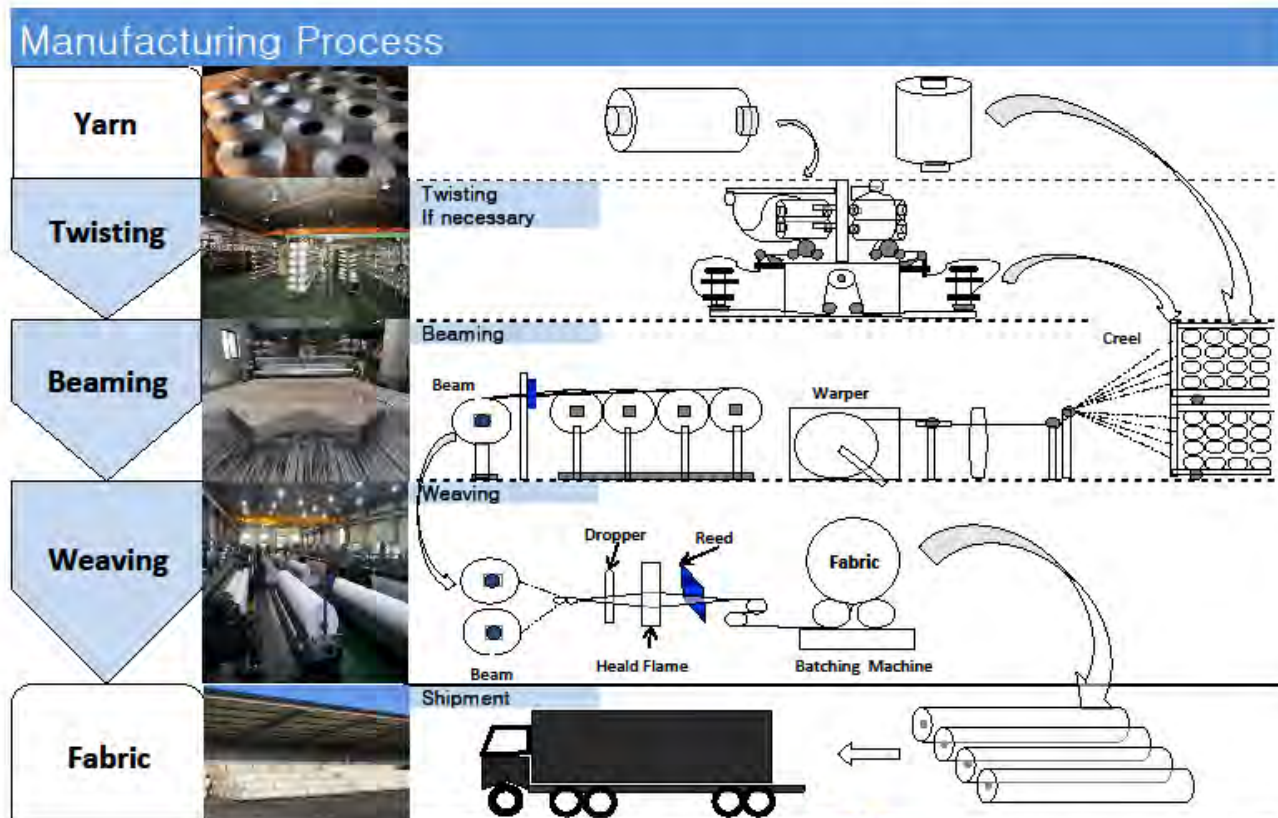 Manufacturing Process
Yarn
Twisting
If necessary
Twisting
Beaming
Creel
Beam
Warper
Beaming
Weaving
Dropper
Reed
Weaving
Fabric
Heald Flame
Batching Machine
Beam
Shipment
Fabric